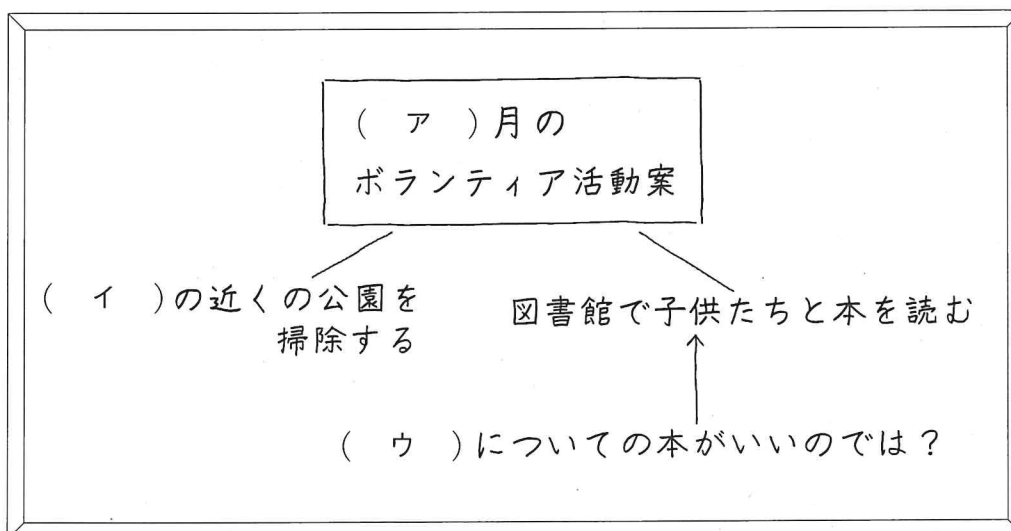 ( ア )月の
ボランティア活動案
( イ )の近くの公園を
掃除する
図書館で子供たちと本を読む
( ウ )についての本がいいのでは？